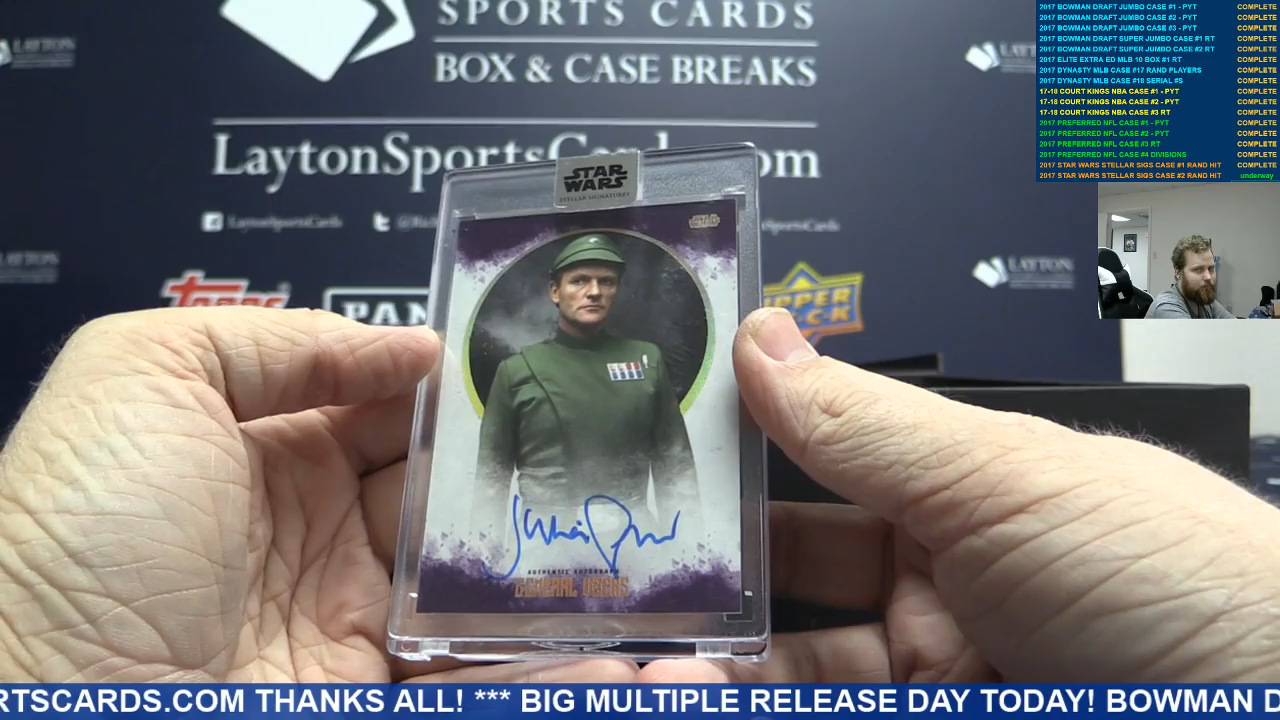 SPORTS CARDS
BOX & CASE BREAKS
LaytonSportsCards.com
LaytonSportsCards
LAYTON
LAYTON
LAYTON
Topps
PANI
UPPER
DECK
STAR
WARS
STELLAR SIGNATURES
STAR
WARS
AUTHENTIC AUTOGRAPH
GENERAL VEERS
2017 BOWMAN DRAFT JUMBO CASE #1 - PYT COMPLETE
2017 BOWMAN DRAFT JUMBO CASE #2 - PYT COMPLETE
2017 BOWMAN DRAFT JUMBO CASE #3 - PYT COMPLETE
2017 BOWMAN DRAFT SUPER JUMBO CASE #1 RT COMPLETE
2017 BOWMAN DRAFT SUPER JUMBO CASE #2 RT COMPLETE
2017 ELITE EXTRA ED MLB 10 BOX #1 RT COMPLETE
2017 DYNASTY MLB CASE #17 RAND PLAYERS COMPLETE
2017 DYNASTY MLB CASE #18 SERIAL #S COMPLETE
17-18 COURT KINGS NBA CASE #1 - PYT COMPLETE
17-18 COURT KINGS NBA CASE #2 - PYT COMPLETE
17-18 COURT KINGS NBA CASE #3 RT COMPLETE
2017 PREFERRED NFL CASE #1 - PYT COMPLETE
2017 PREFERRED NFL CASE #2 - PYT COMPLETE
2017 PREFERRED NFL CASE #3 RT COMPLETE
2017 PREFERRED NFL CASE #4 DIVISIONS COMPLETE
2017 STAR WARS STELLAR SIGS CASE #1 RAND HIT COMPLETE
2017 STAR WARS STELLAR SIGS CASE #2 RAND HIT underway
RTSCARDS.COM THANKS ALL! *** BIG MULTIPLE RELEASE DAY TODAY! BOWMAN D